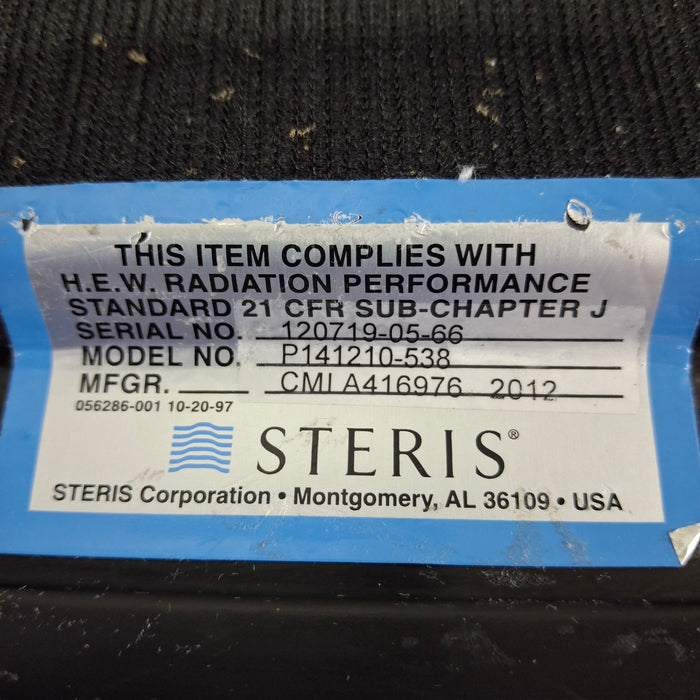 THIS ITEM COMPLIES WITH
H.E.W. RADIATION PERFORMANCE
STANDARD 21 CFR SUB-CHAPTER J
SERIAL NO. 120719-05-66
MODEL NO. P141210-538
MFGR. CMI A416976 2012
056286-001 10-20-97
STERIS®
STERIS Corporation • Montgomery, AL 36109 • USA